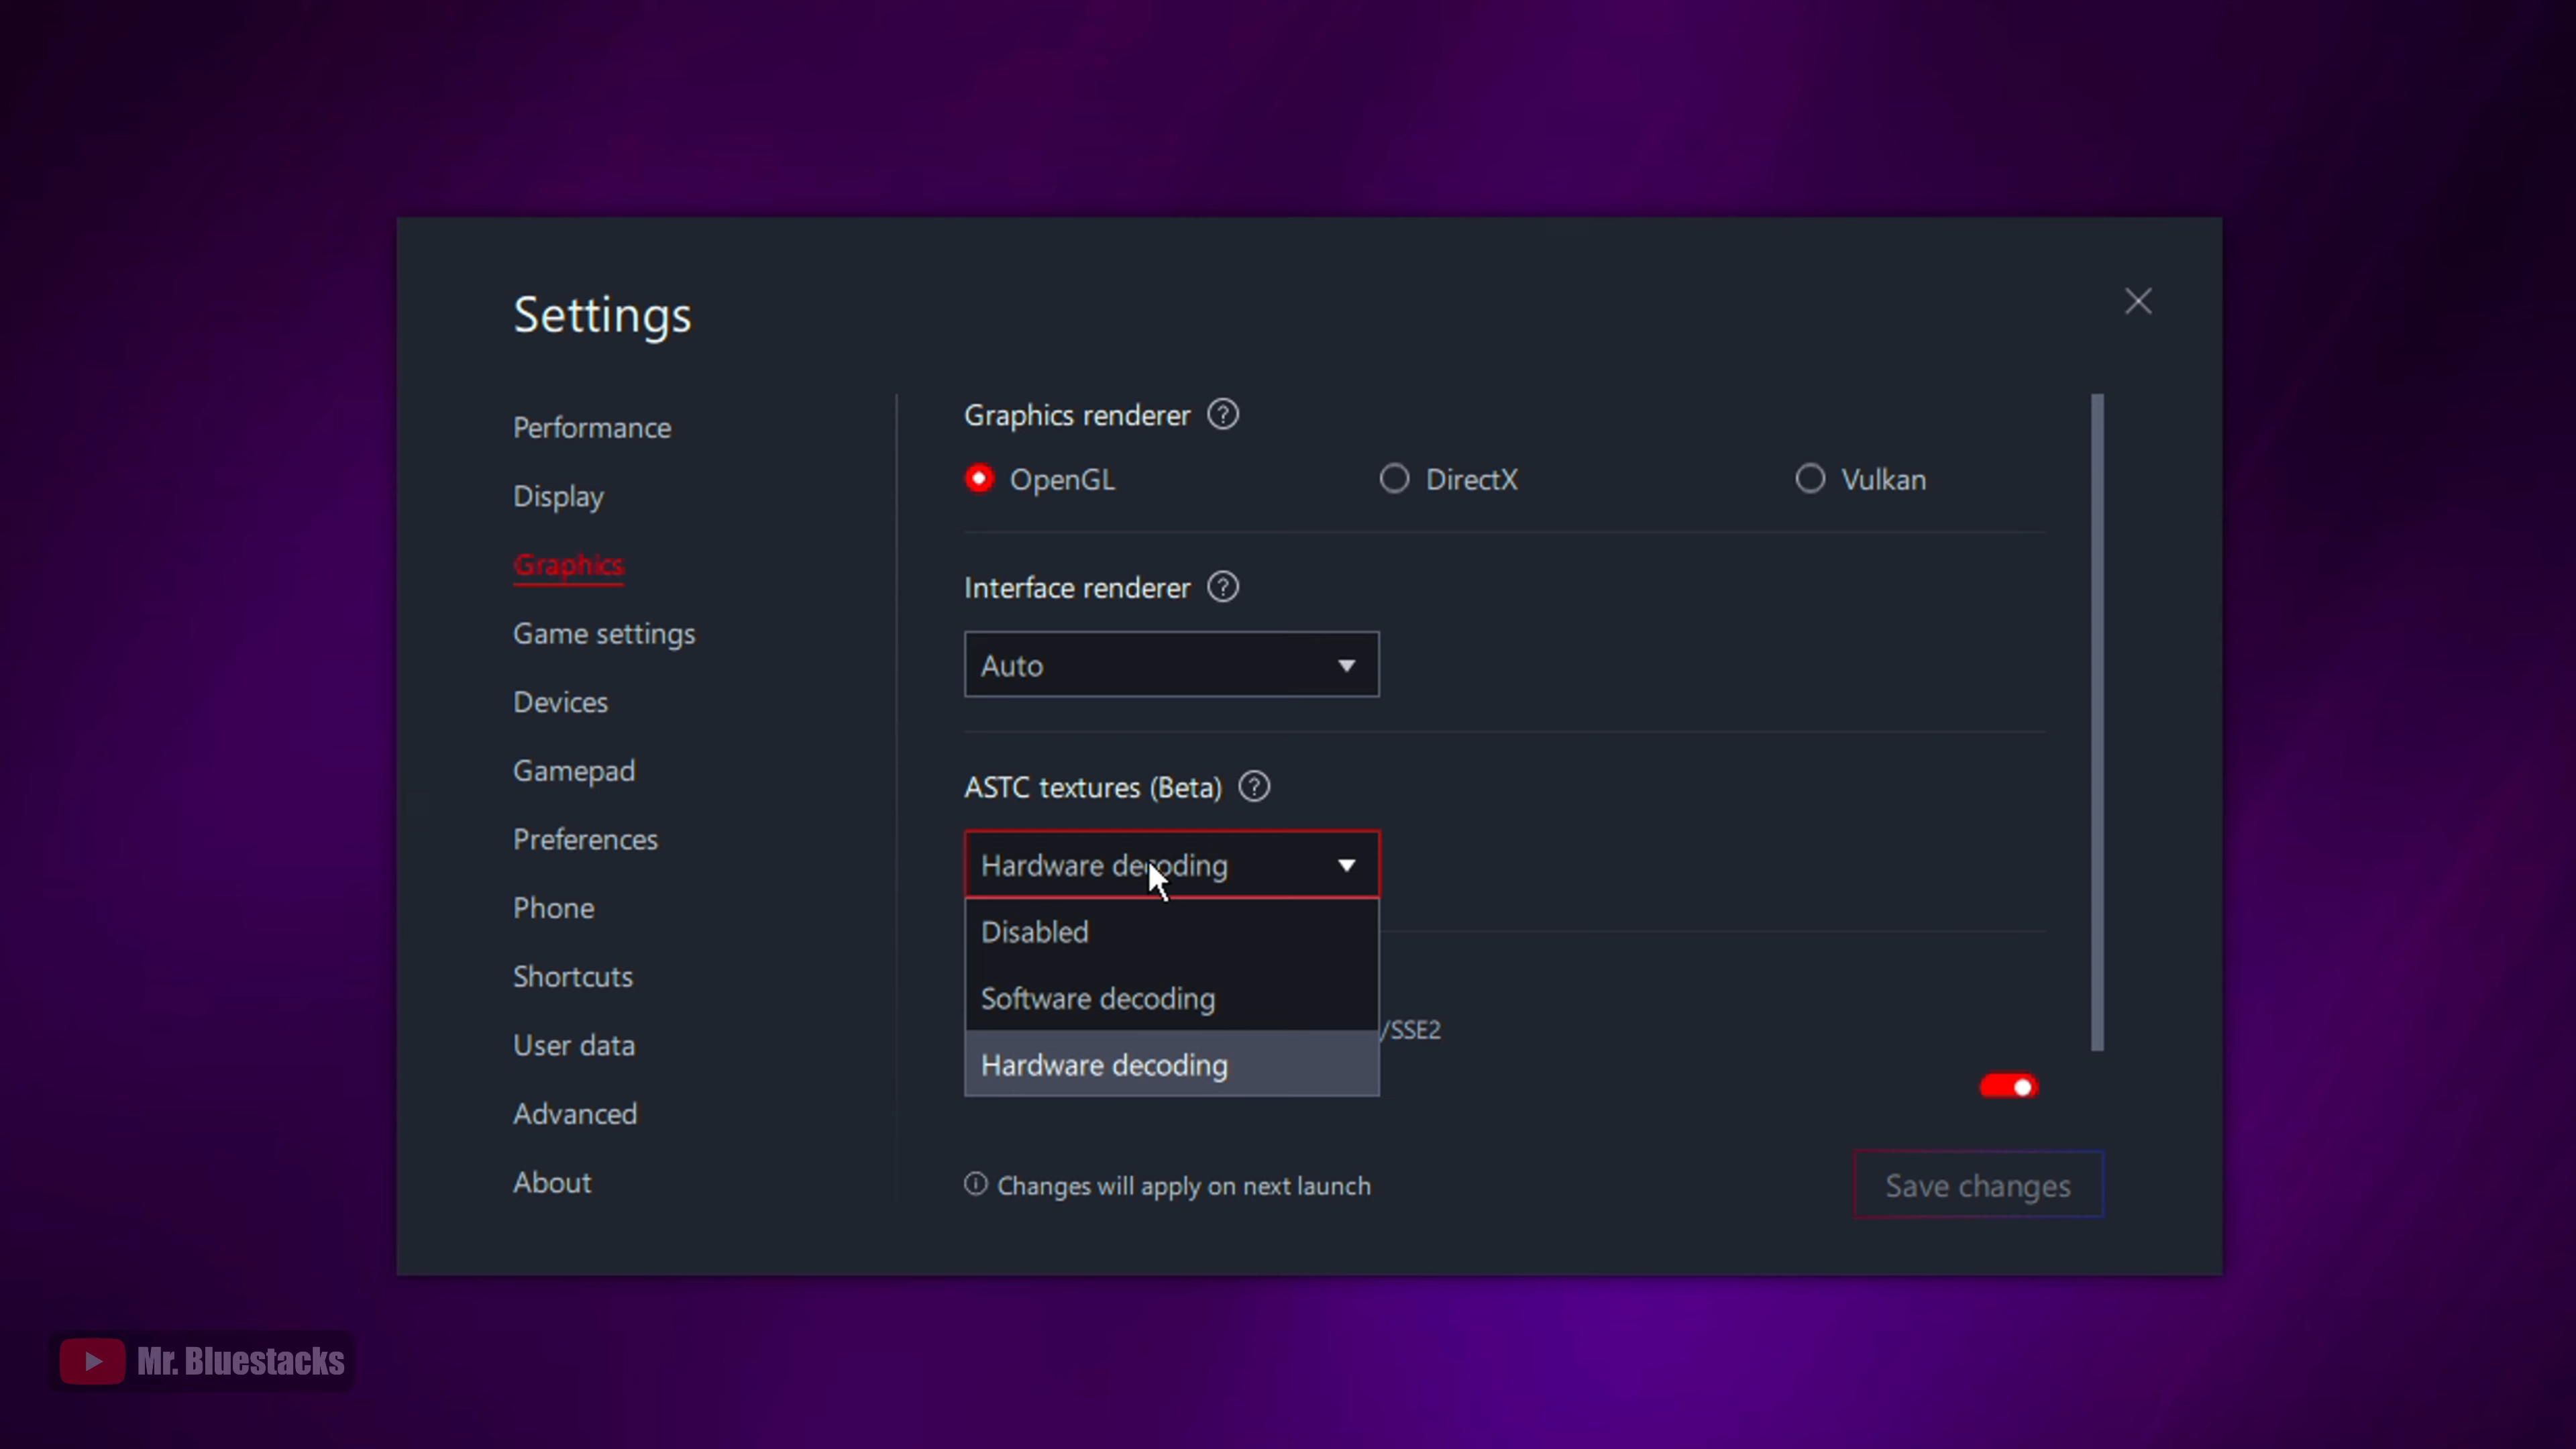 Settings
Performance
Display
Graphics
Game settings
Devices
Gamepad
Preferences
Phone
Shortcuts
User data
Advanced
About
Graphics renderer
OpenGL
DirectX
Vulkan
Interface renderer
Auto
ASTC textures (Beta)
Hardware decoding
Disabled
Software decoding
Hardware decoding
/SSE2
Changes will apply on next launch
Save changes
Mr. Bluestacks